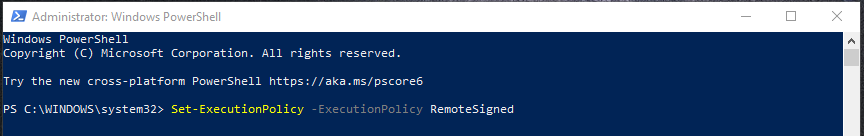 Administrator: Windows PowerShell
Windows PowerShell
Copyright (C) Microsoft Corporation. All rights reserved.
Try the new cross-platform PowerShell https://aka.ms/pscore6
PS C:\WINDOWS\system32> Set-ExecutionPolicy -ExecutionPolicy RemoteSigned